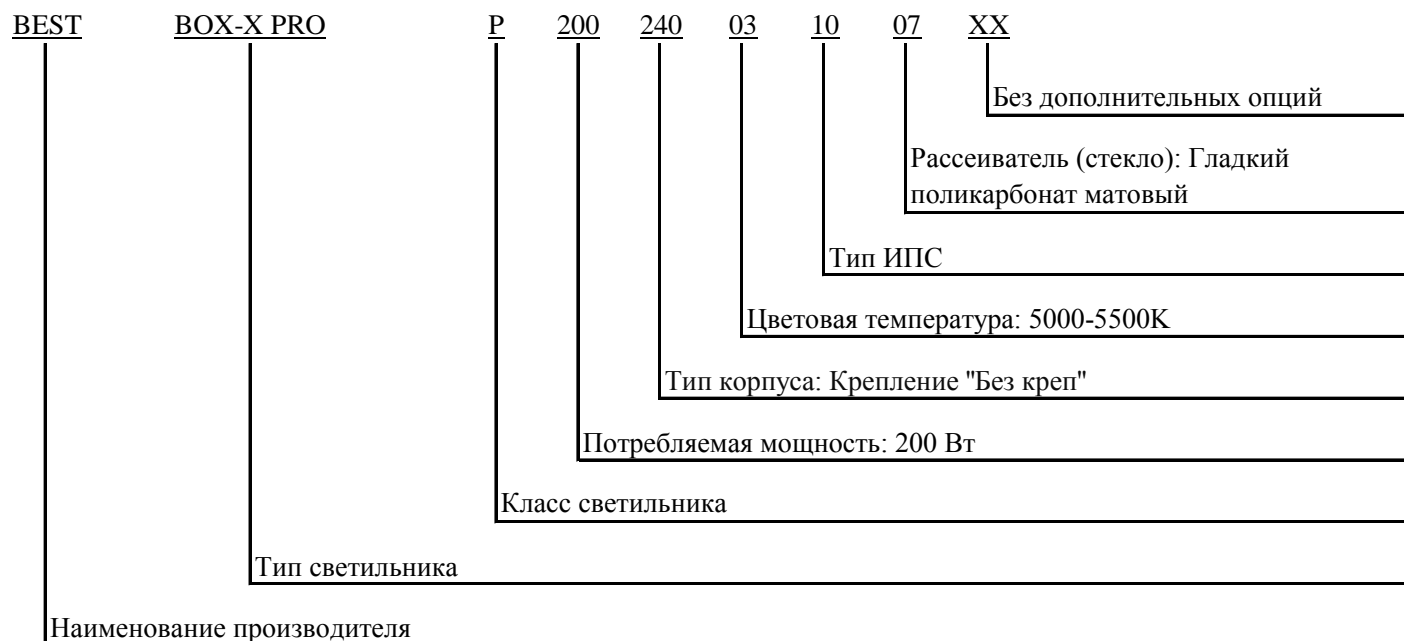 BEST BOX-X PRO P 200 240 03 10 07 XX
Без дополнительных опций
Рассеиватель (стекло): Гладкий
поликарбонат матовый
Тип ИПС
Цветовая температура: 5000-5500K
Тип корпуса: Крепление "Без креп"
Потребляемая мощность: 200 Вт
Класс светильника
Тип светильника
Наименование производителя